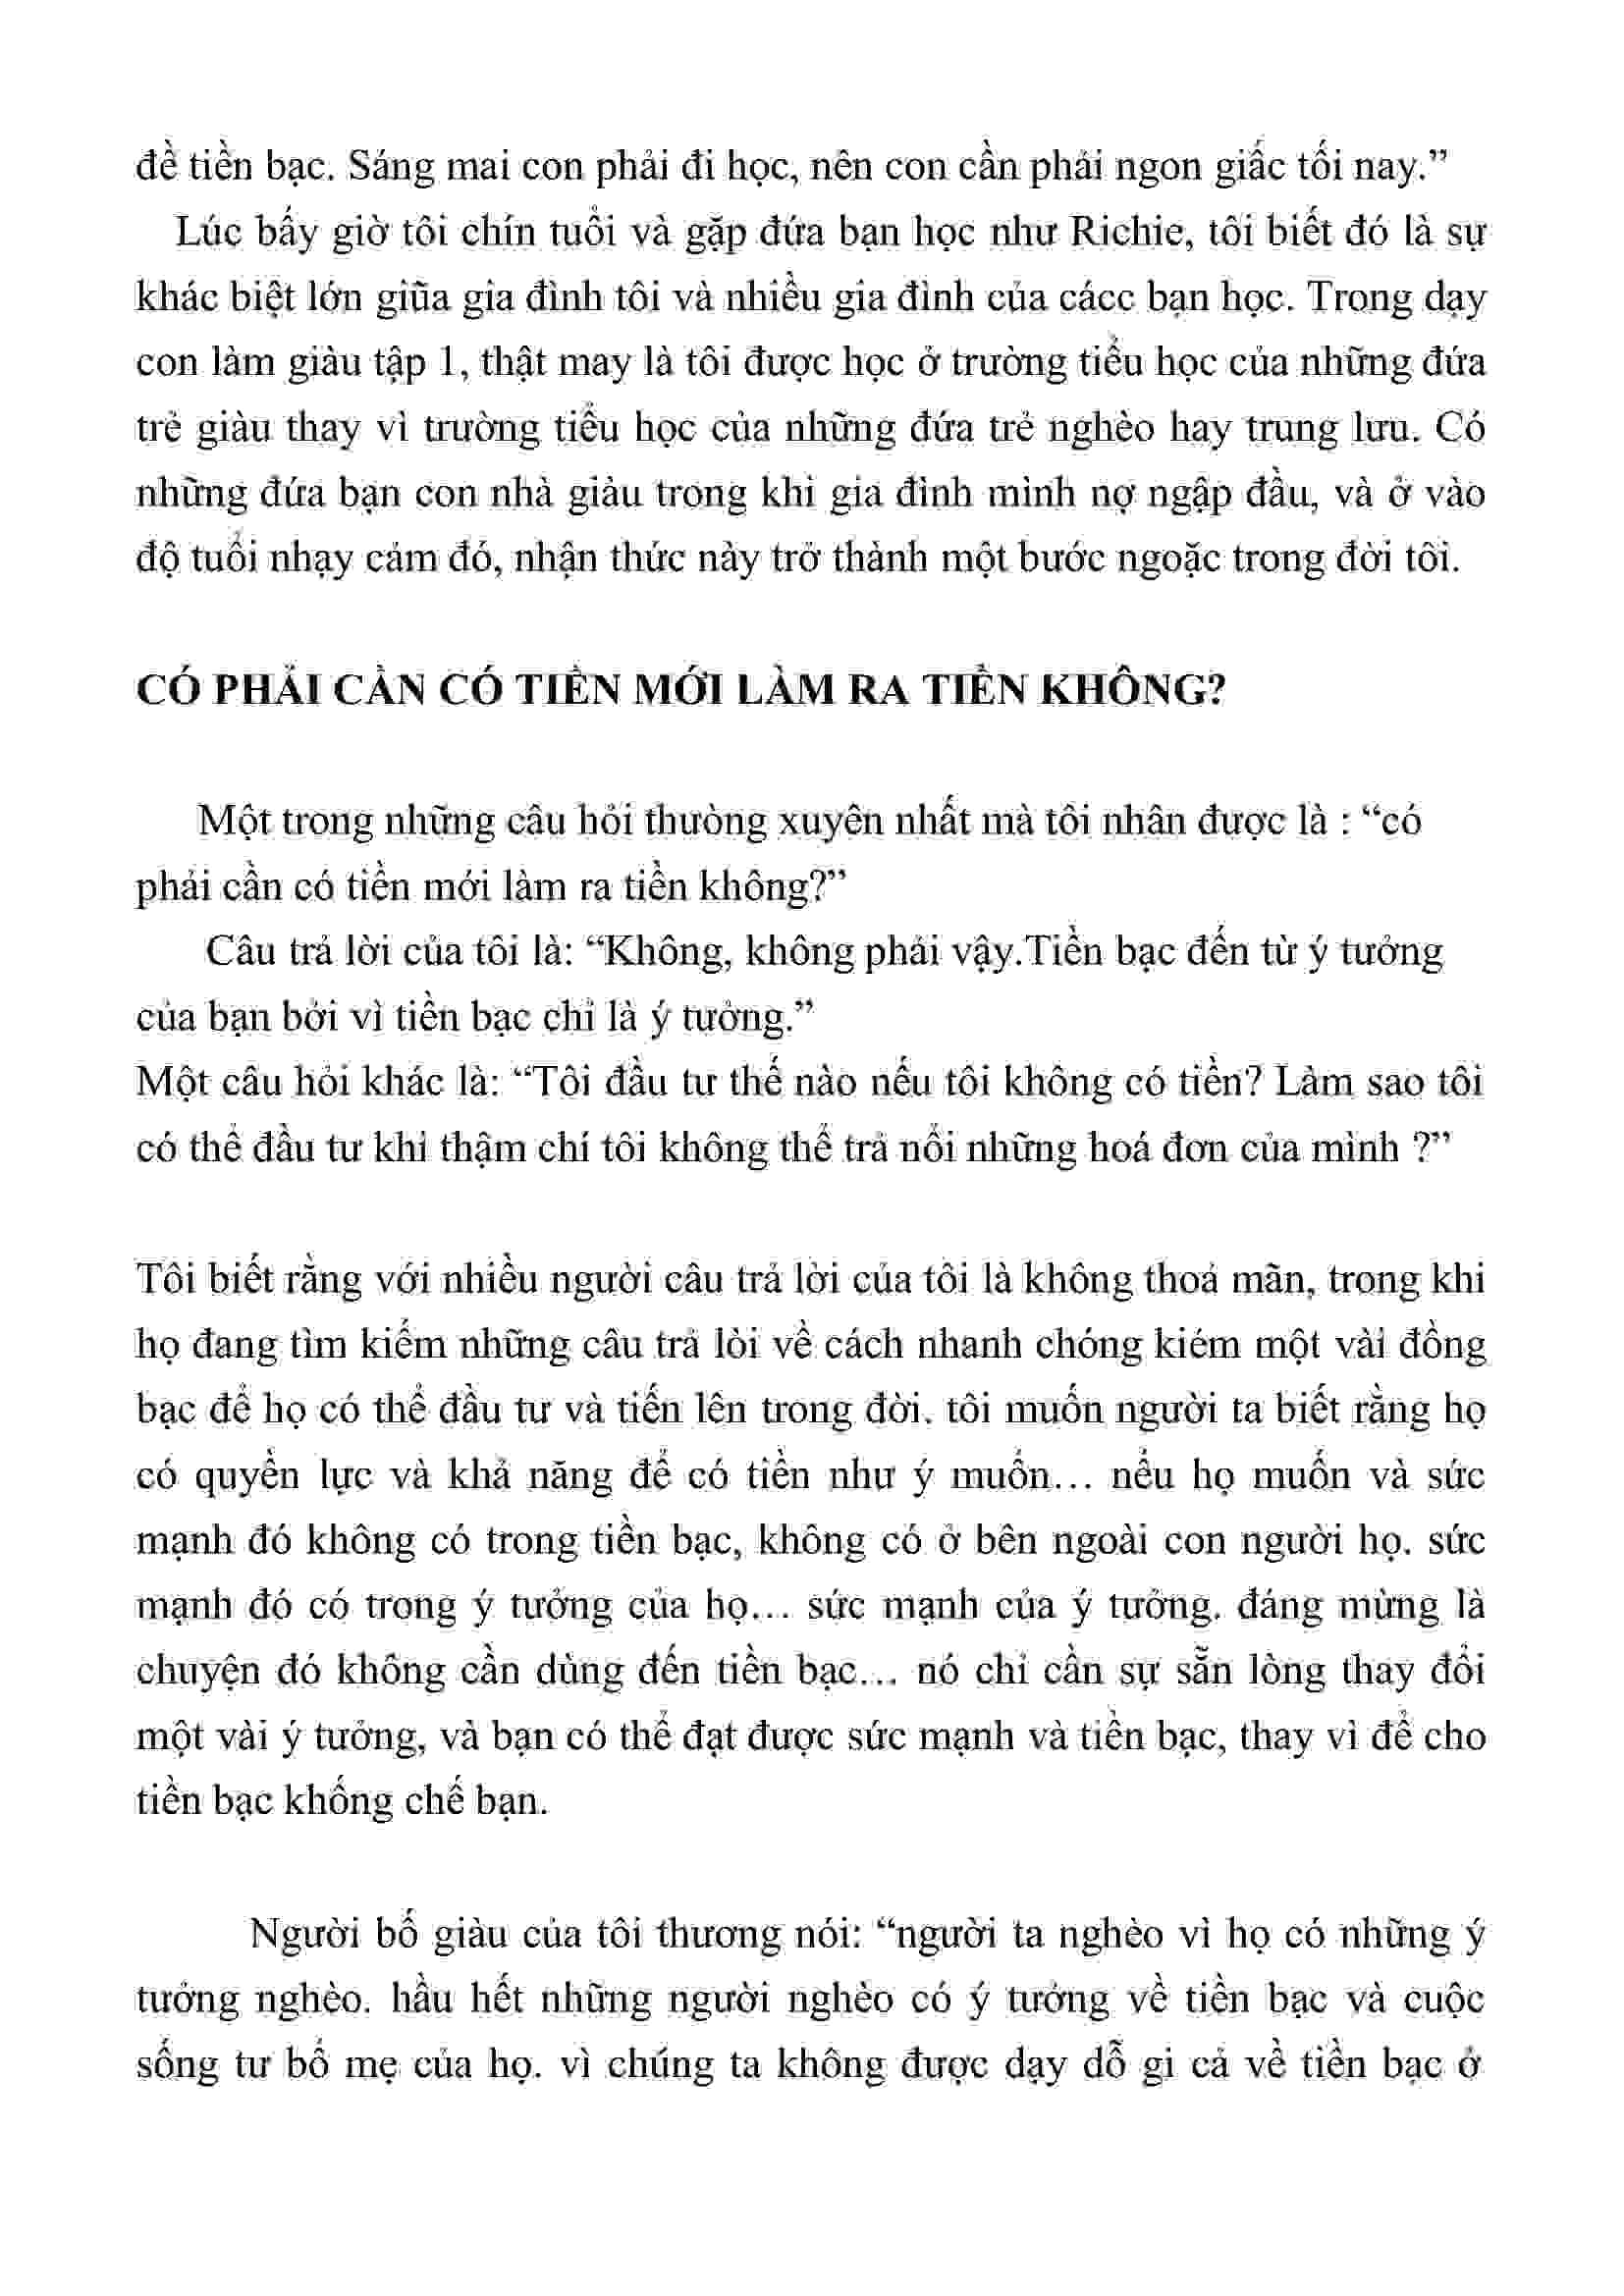 đề tiền bạc. Sáng mai con phải đi học, nên con cần phải ngon giấc tối nay.”
Lúc bấy giờ tôi chín tuổi và gặp đứa bạn học như Richie, tôi biết đó là sự
khác biệt lớn giũa gia đình tôi và nhiều gia đình của cácc bạn học. Trong dạy
con làm giàu tập 1, thật may là tôi được học ở trường tiểu học của những đứa
trẻ giàu thay vì trường tiểu học của những đứa trẻ nghèo hay trung lưu. Có
những đứa bạn con nhà giàu trong khi gia đình mình nợ ngập đầu, và ở vào
độ tuổi nhạy cảm đó, nhận thức này trở thành một bước ngoặc trong đời tôi.
CÓ PHẢI CẦN CÓ TIỀN MỚI LÀM RA TIỀN KHÔNG?
Một trong những câu hỏi thưòng xuyên nhất mà tôi nhân được là : “có
phải cần có tiền mới làm ra tiền không?”
Câu trả lời của tôi là: “Không, không phải vậy.Tiền bạc đến từ ý tưởng
của bạn bởi vì tiền bạc chỉ là ý tưởng.”
Một câu hỏi khác là: “Tôi đầu tư thế nào nếu tôi không có tiền? Làm sao tôi
có thể đầu tư khi thậm chí tôi không thể trả nổi những hoá đơn của mình ?”
Tôi biết rằng với nhiều người câu trả lời của tôi là không thoả mãn, trong khi
họ đang tìm kiếm những câu trả lòi về cách nhanh chóng kiém một vài đồng
bạc để họ có thể đầu tư và tiến lên trong đời. tôi muốn người ta biết rằng họ
có quyền lực và khả năng để có tiền như ý muốn… nếu họ muốn và sức
mạnh đó không có trong tiền bạc, không có ở bên ngoài con người họ. sức
mạnh đó có trong ý tưởng của họ… sức mạnh của ý tưởng. đáng mừng là
chuyện đó không cần dùng đến tiền bạc… nó chỉ cần sự sẵn lòng thay đổi
một vài ý tưởng, và bạn có thể đạt được sức mạnh và tiền bạc, thay vì để cho
tiền bạc khống chế bạn.
Người bố giàu của tôi thương nói: “người ta nghèo vì họ có những ý
tưởng nghèo. hầu hết những người nghèo có ý tưởng về tiền bạc và cuộc
sống tư bố mẹ của họ. vì chúng ta không được dạy dỗ gi cả về tiền bạc ở